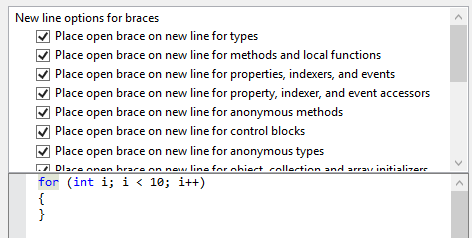 New line options for braces
Place open brace on new line for types
Place open brace on new line for methods and local functions
Place open brace on new line for properties, indexers, and events
Place open brace on new line for property, indexer, and event accessors
Place open brace on new line for anonymous methods
Place open brace on new line for control blocks
Place open brace on new line for anonymous types
Place open brace on new line for object, collection and array initializers
for (int i; i < 10; i++)
{
}